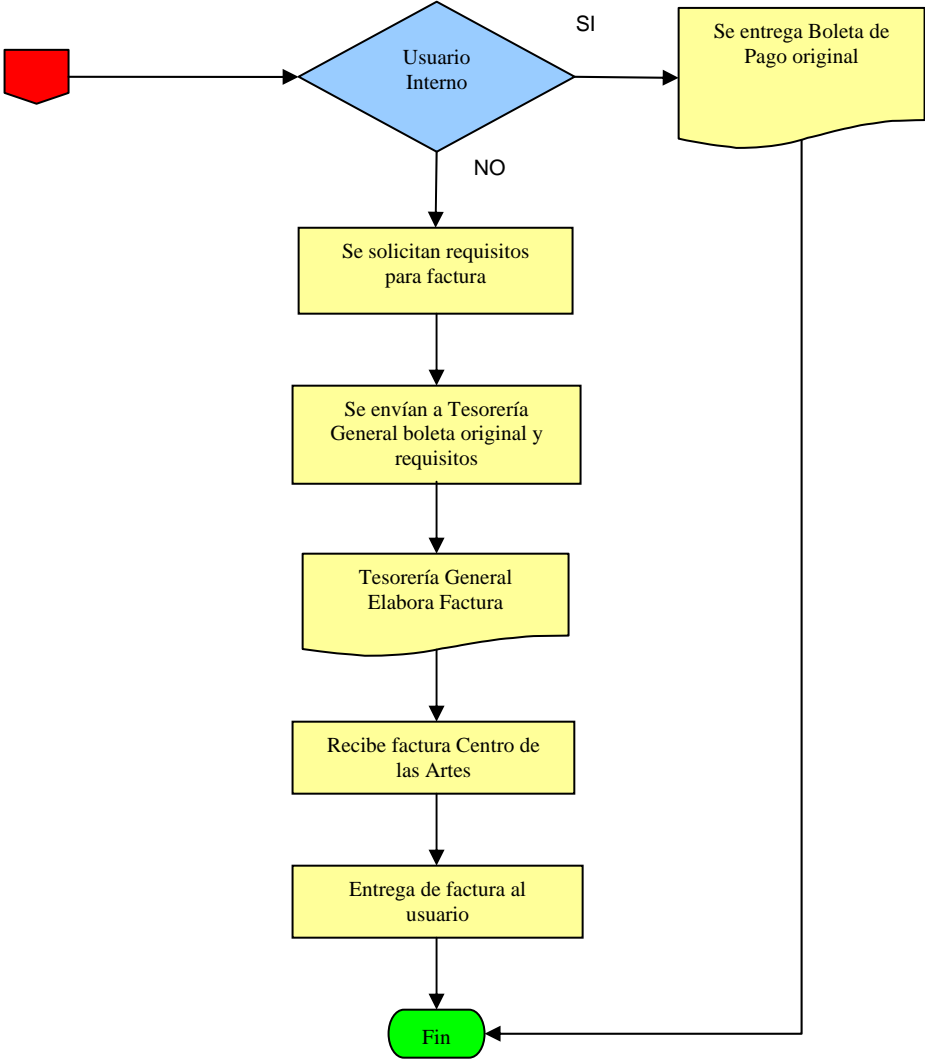 Usuario
Interno
SI
Se entrega Boleta de
Pago original
NO
Se solicitan requisitos
para factura
Se envían a Tesorería
General boleta original y
requisitos
Tesorería General
Elabora Factura
Recibe factura Centro de
las Artes
Entrega de factura al
usuario
Fin